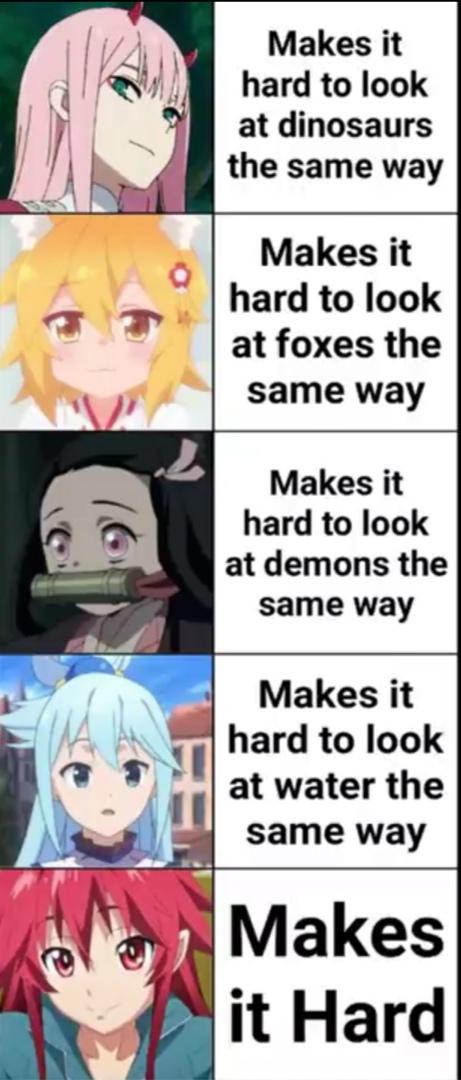 Makes it
hard to look
at dinosaurs
the same way
Makes it
hard to look
at foxes the
same way
Makes it
hard to look
at demons the
same way
Makes it
hard to look
at water the
same way
Makes
it Hard